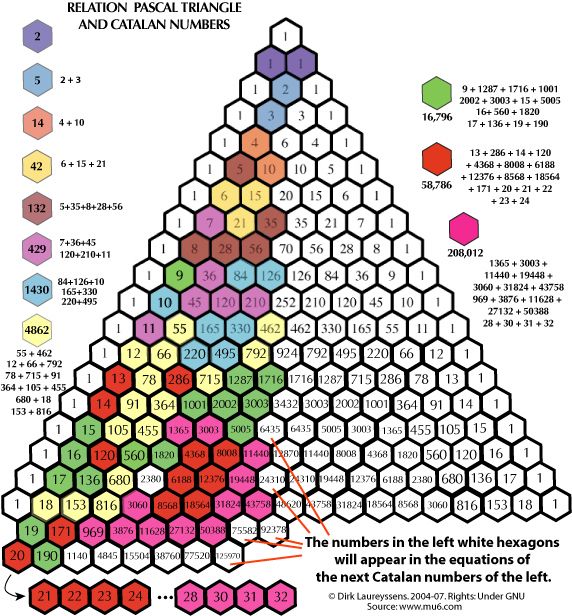 RELATION PASCAL TRIANGLE
AND CATALAN NUMBERS
2
5 2 + 3
14 4 + 10
42 6 + 15 + 21
132 5+35+8+28+56
429 7+36+45
120+210+11
1430 84+126+10
165+330
220+495
4862
55 + 462
12 + 66 + 792
78 + 715 + 91
364 + 105 + 455
680 + 18
153 + 816
16,796
9 + 1287 + 1716 + 1001
2002 + 3003 + 15 + 5005
16+ 560 + 1820
17 + 136 + 19 + 190
58,786
13 + 286 + 14 + 120
+ 4368 + 8008 + 6188
+ 12376 + 8568 + 18564
+ 171 + 20 + 21 + 22
+ 23 + 24
208,012
1365 + 3003 +
11440 + 19448 +
3060 + 31824 + 43758
969 + 3876 + 11628 +
27132 + 50388
28 + 30 + 31 + 32
1
1 1
1 2 1
1 3 3 1
1 4 6 4 1
1 5 10 10 5 1
1 6 15 20 15 6 1
1 7 21 35 35 21 7 1
1 8 28 56 70 56 28 8 1
1 9 36 84 126 126 84 36 9 1
1 10 45 120 210 252 210 120 45 10 1
1 11 55 165 330 462 462 330 165 55 11 1
1 12 66 220 495 792 924 792 495 220 66 12 1
1 13 78 286 715 1287 1716 1716 1287 715 286 78 13 1
1 14 91 364 1001 2002 3003 3432 3003 2002 1001 364 91 14 1
1 15 105 455 1365 3003 5005 6435 6435 5005 3003 1365 455 105 15 1
1 16 120 560 1820 4368 8008 11440 12870 11440 8008 4368 1820 560 120 16 1
1 17 136 680 2380 6188 12376 19448 24310 24310 19448 12376 6188 2380 680 136 17 1
1 18 153 816 3060 8568 18564 31824 43758 48620 43758 31824 18564 8568 3060 816 153 18 1
19 171 969 3876 11628 27132 50388 75582 92378
20 190 1140 4845 15504 38760 77520 125970
21 22 23 24 ... 28 30 31 32
The numbers in the left white hexagons
will appear in the equations of
the next Catalan numbers of the left.
© Dirk Laureyssens. 2004-07. Rights: Under GNU
Source: www.mu6.com